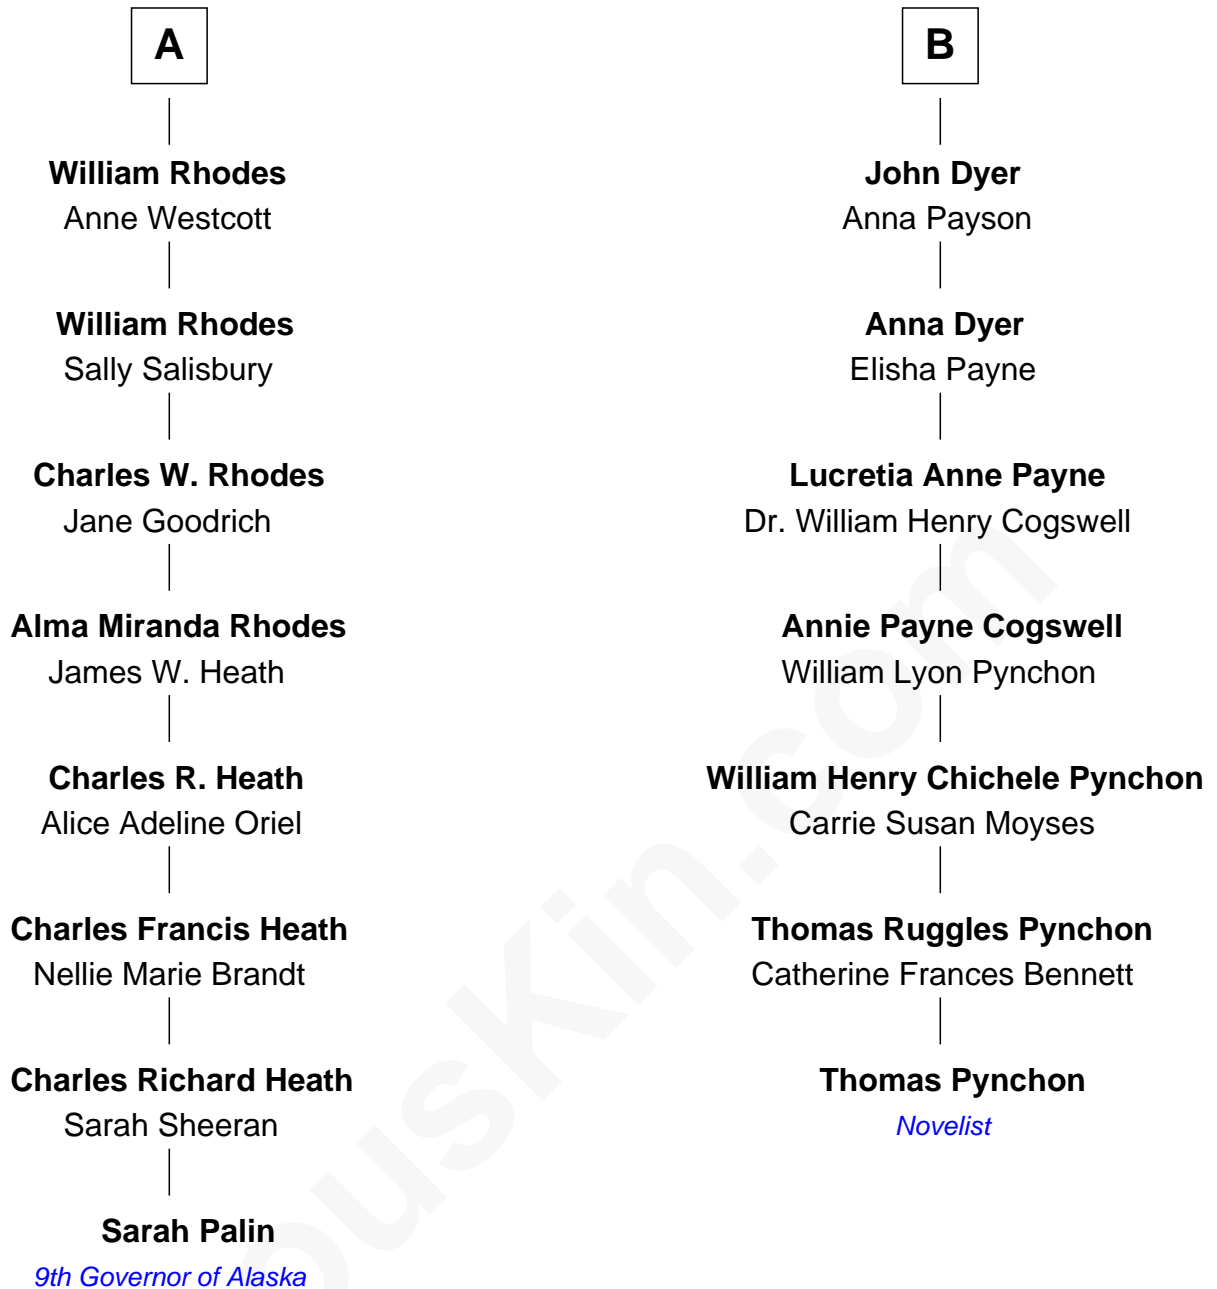 A
William Rhodes
Anne Westcott
William Rhodes
Sally Salisbury
Charles W. Rhodes
Jane Goodrich
Alma Miranda Rhodes
James W. Heath
Charles R. Heath
Alice Adeline Oriel
Charles Francis Heath
Nellie Marie Brandt
Charles Richard Heath
Sarah Sheeran
Sarah Palin
9th Governor of Alaska
B
John Dyer
Anna Payson
Anna Dyer
Elisha Payne
Lucretia Anne Payne
Dr. William Henry Cogswell
Annie Payne Cogswell
William Lyon Pynchon
William Henry Chichele Pynchon
Carrie Susan Moyses
Thomas Ruggles Pynchon
Catherine Frances Bennett
Thomas Pynchon
Novelist
ousKin.com